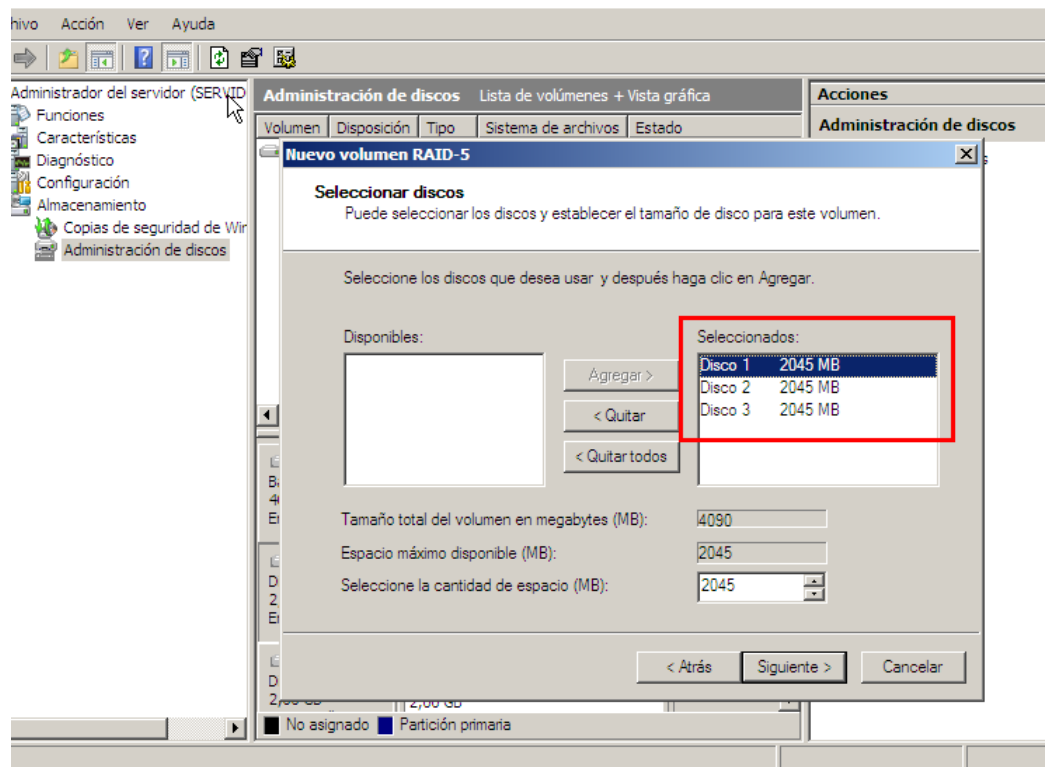 hivo Acción Ver Ayuda
Administrador del servidor (SERVID
Funciones
Características
Diagnóstico
Configuración
Almacenamiento
Copias de seguridad de Wir
Administración de discos
Administración de discos Lista de volúmenes + Vista gráfica
Volumen Disposición Tipo Sistema de archivos Estado
Acciones
Administración de discos
Nuevo volumen RAID-5
Seleccionar discos
Puede seleccionar los discos y establecer el tamaño de disco para este volumen.
Seleccione los discos que desea usar y después haga clic en Agregar.
Disponibles:
Agregar >
< Quitar
< Quitar todos
Seleccionados:
Disco 1 2045 MB
Disco 2 2045 MB
Disco 3 2045 MB
Tamaño total del volumen en megabytes (MB): 4090
Espacio máximo disponible (MB): 2045
Seleccione la cantidad de espacio (MB): 2045
< Atrás Siguiente > Cancelar
No asignado Partición primaria